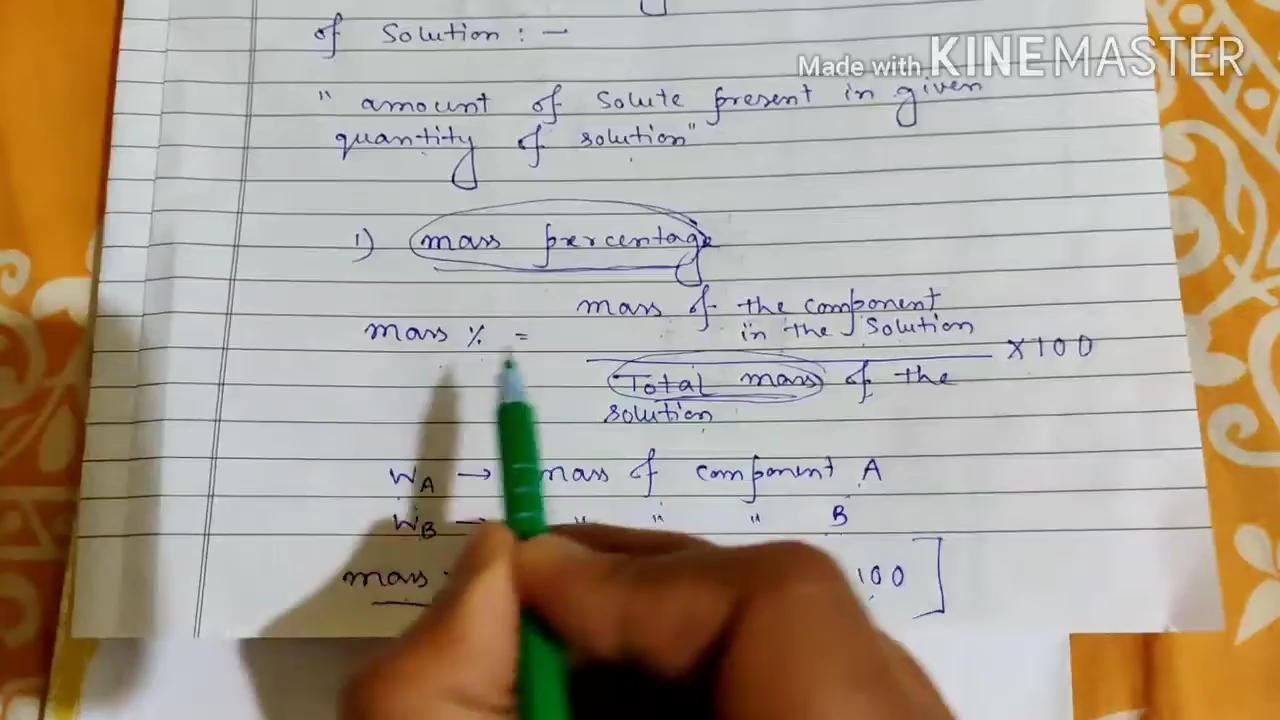 of Solution : -
Made with KINEMASTER
" amount of Solute present in given
quantity of solution"
1) mass percentage
mass of the component
in the Solution
mass % = x 100
Total mass of the
solution
WA → mass of component A
WB → " " " B
mass 100 ]